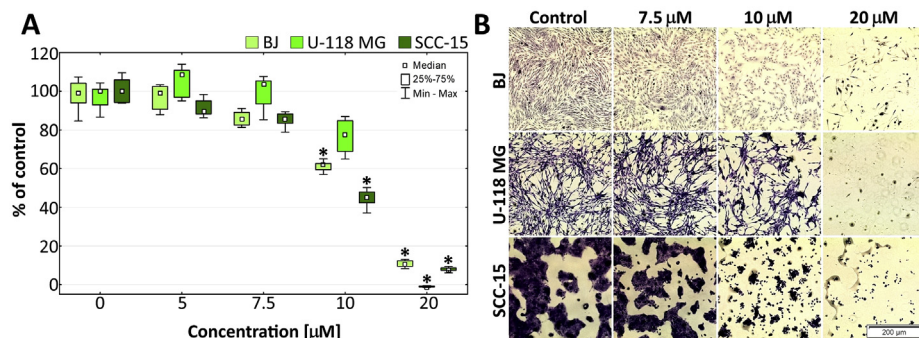 A
BJ U-118 MG SCC-15
Median
25%-75%
Min - Max
120
100
80
60
40
20
0
% of control
* * * * *
0 5 7.5 10 20
Concentration [μM]
B
Control 7.5 μM 10 μM 20 μM
BJ
U-118 MG
SCC-15
200 μm